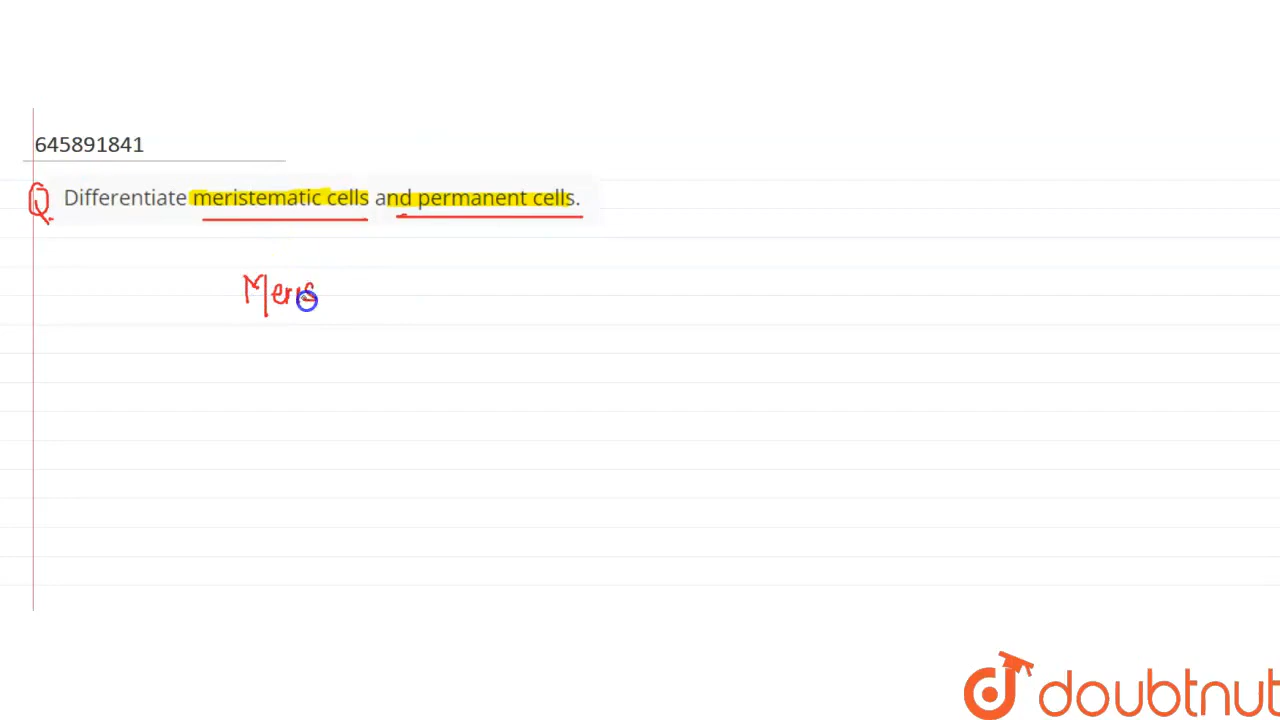 645891841
Q. Differentiate meristematic cells and permanent cells.
Meris
doubtnut